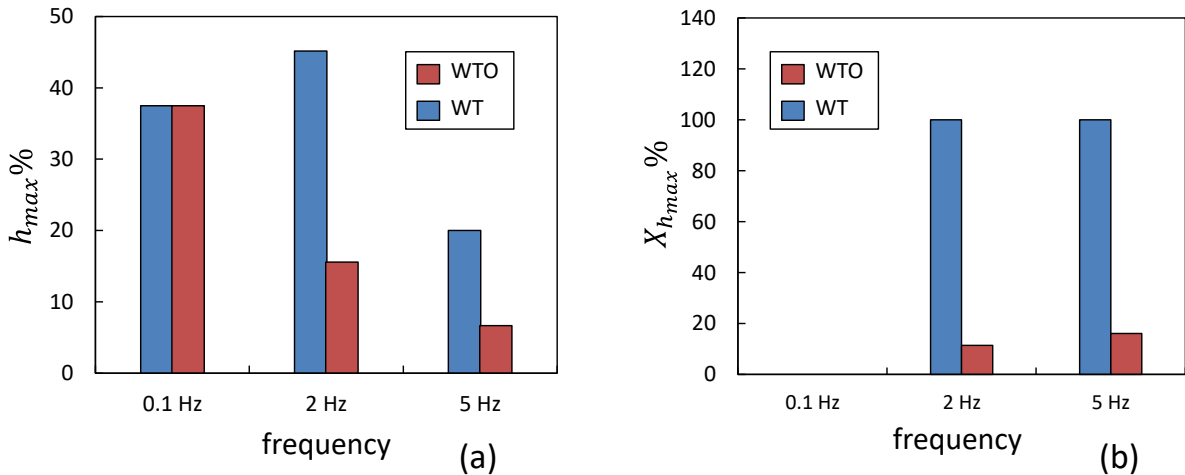 50
40
30
20
10
0
h_max%
WTO
WT
0.1 Hz
2 Hz
5 Hz
frequency
(a)
140
120
100
80
60
40
20
0
X_h_max%
WTO
WT
0.1 Hz
2 Hz
5 Hz
frequency
(b)